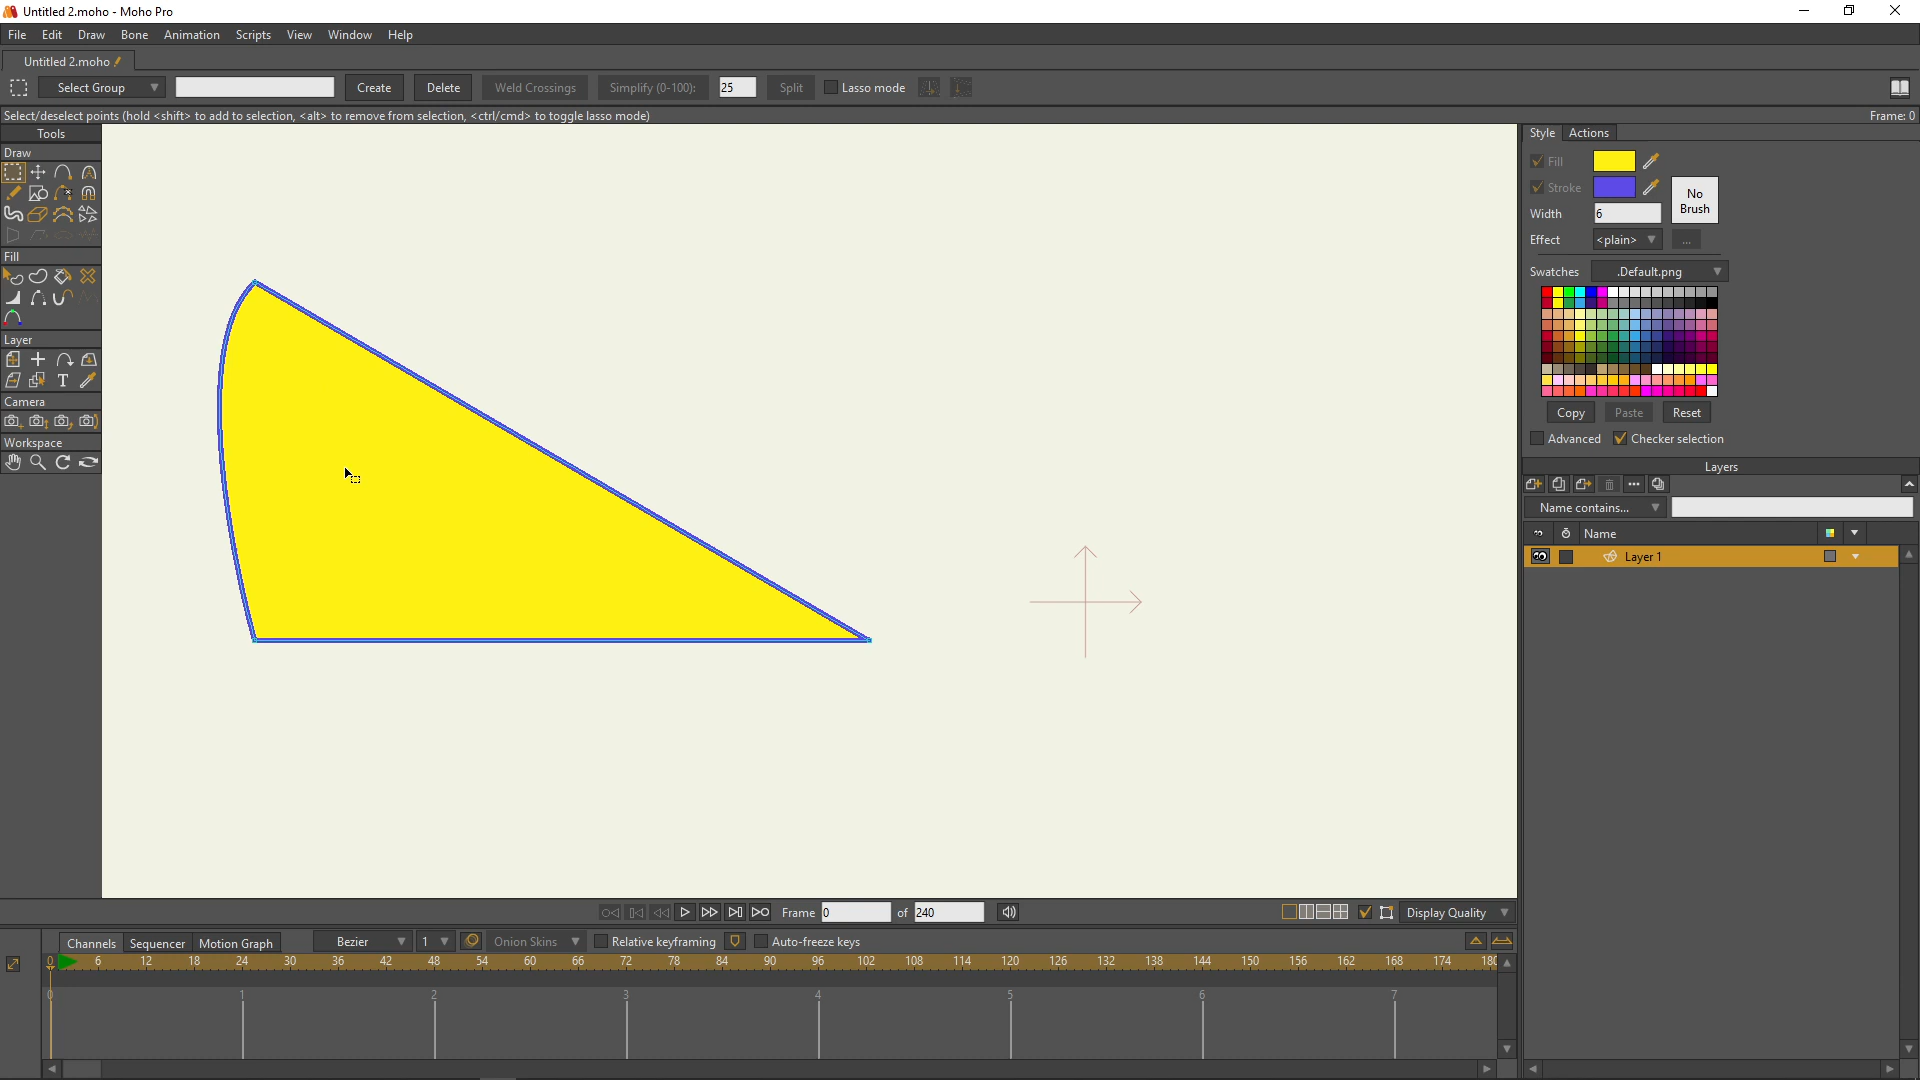 Untitled 2.moho - Moho Pro
File Edit Draw Bone Animation Scripts View Window Help
Untitled 2.moho
Select Group Create Delete Weld Crossings Simplify (0-100): 25 Split Lasso mode
Select/deselect points (hold <shift> to add to selection, <alt> to remove from selection, <ctrl/cmd> to toggle lasso mode) Frame: 0
Tools
Draw
Fill
Layer
T
Camera
Workspace
Style Actions
Fill
Stroke
No
Brush
Width 6
Effect <plain> ...
Swatches .Default.png
Copy Paste Reset
Advanced Checker selection
Layers
Name contains...
Name
Layer 1
Frame 0 of 240 Display Quality
Channels Sequencer Motion Graph Bezier 1 Onion Skins Relative keyframing Auto-freeze keys
0 6 12 18 24 30 36 42 48 54 60 66 72 78 84 90 96 102 108 114 120 126 132 138 144 150 156 162 168 174 180
0 1 2 3 4 5 6 7